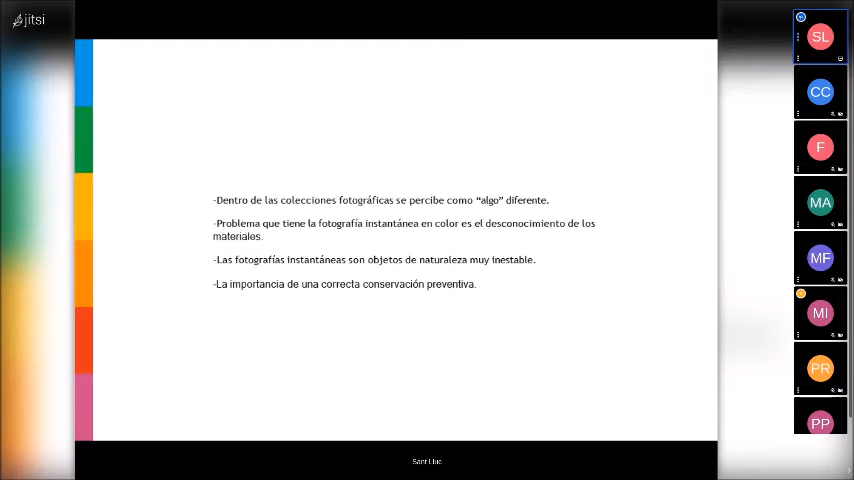 jitsi
-Dentro de las colecciones fotográficas se percibe como “algo” diferente.
-Problema que tiene la fotografía instantánea en color es el desconocimiento de los
materiales.
-Las fotografías instantáneas son objetos de naturaleza muy inestable.
-La importancia de una correcta conservación preventiva.
SL
CC
F
MA
MF
MI
PR
PP
Sant Lluc